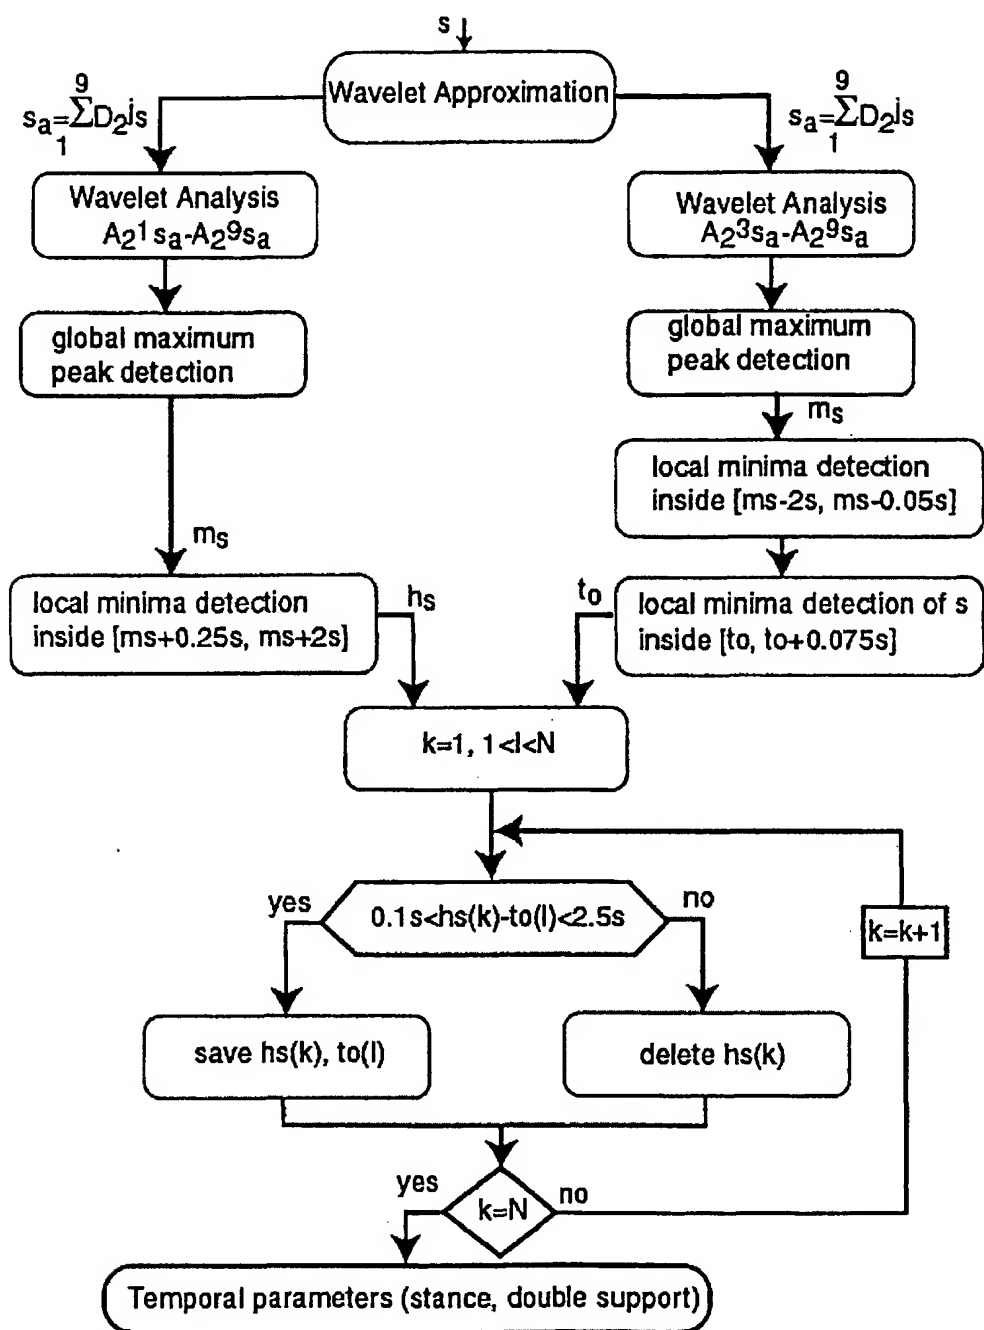 s
Wavelet Approximation
9
sa=ΣD2js
1
9
sa=ΣD2js
1
Wavelet Analysis
A2¹sa-A2⁹sa
Wavelet Analysis
A2³sa-A2⁹sa
global maximum
peak detection
global maximum
peak detection
ms
local minima detection
inside [ms-2s, ms-0.05s]
ms
local minima detection
inside [ms+0.25s, ms+2s]
hs
to
local minima detection of s
inside [to, to+0.075s]
k=1, 1<l<N
yes
0.1s<hs(k)-to(l)<2.5s
no
k=k+1
save hs(k), to(l)
delete hs(k)
yes
k=N
no
Temporal parameters (stance, double support)